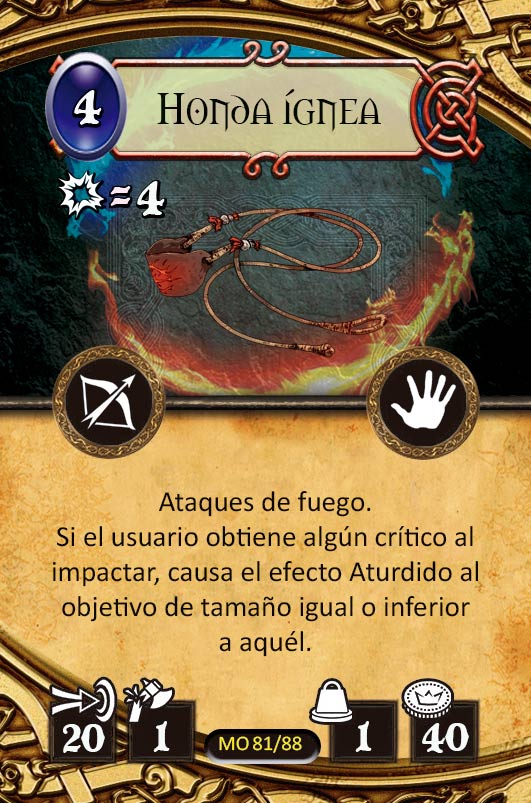 4
Honda ígnea
=4
Ataques de fuego.
Si el usuario obtiene algún crítico al
impactar, causa el efecto Aturdido al
objetivo de tamaño igual o inferior
a aquél.
20 1 MO 81/88 1 40